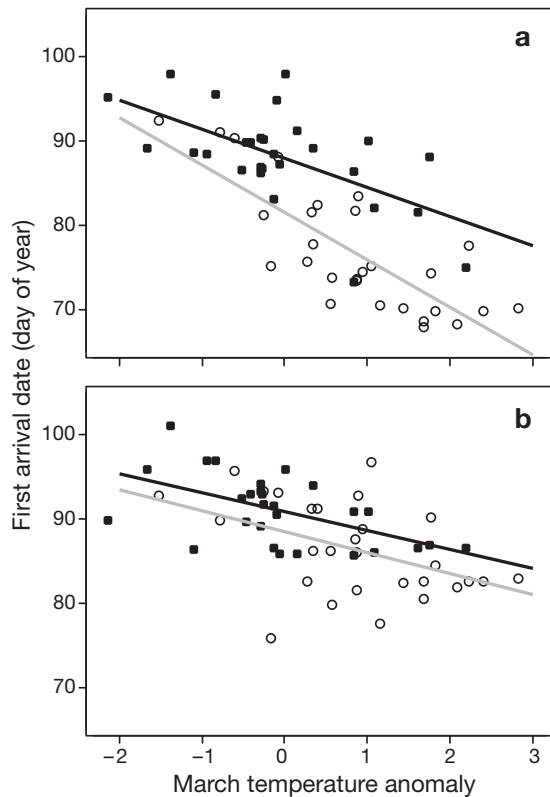 a
100
90
80
70
First arrival date (day of year)
b
100
90
80
70
−2 −1 0 1 2 3
March temperature anomaly